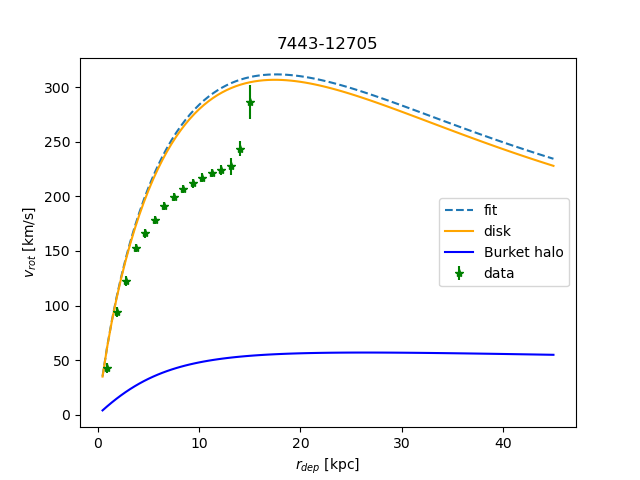 7443-12705
300
250
200
150
100
50
0
v_rot [km/s]
fit
disk
Burket halo
data
0 10 20 30 40
r_dep [kpc]